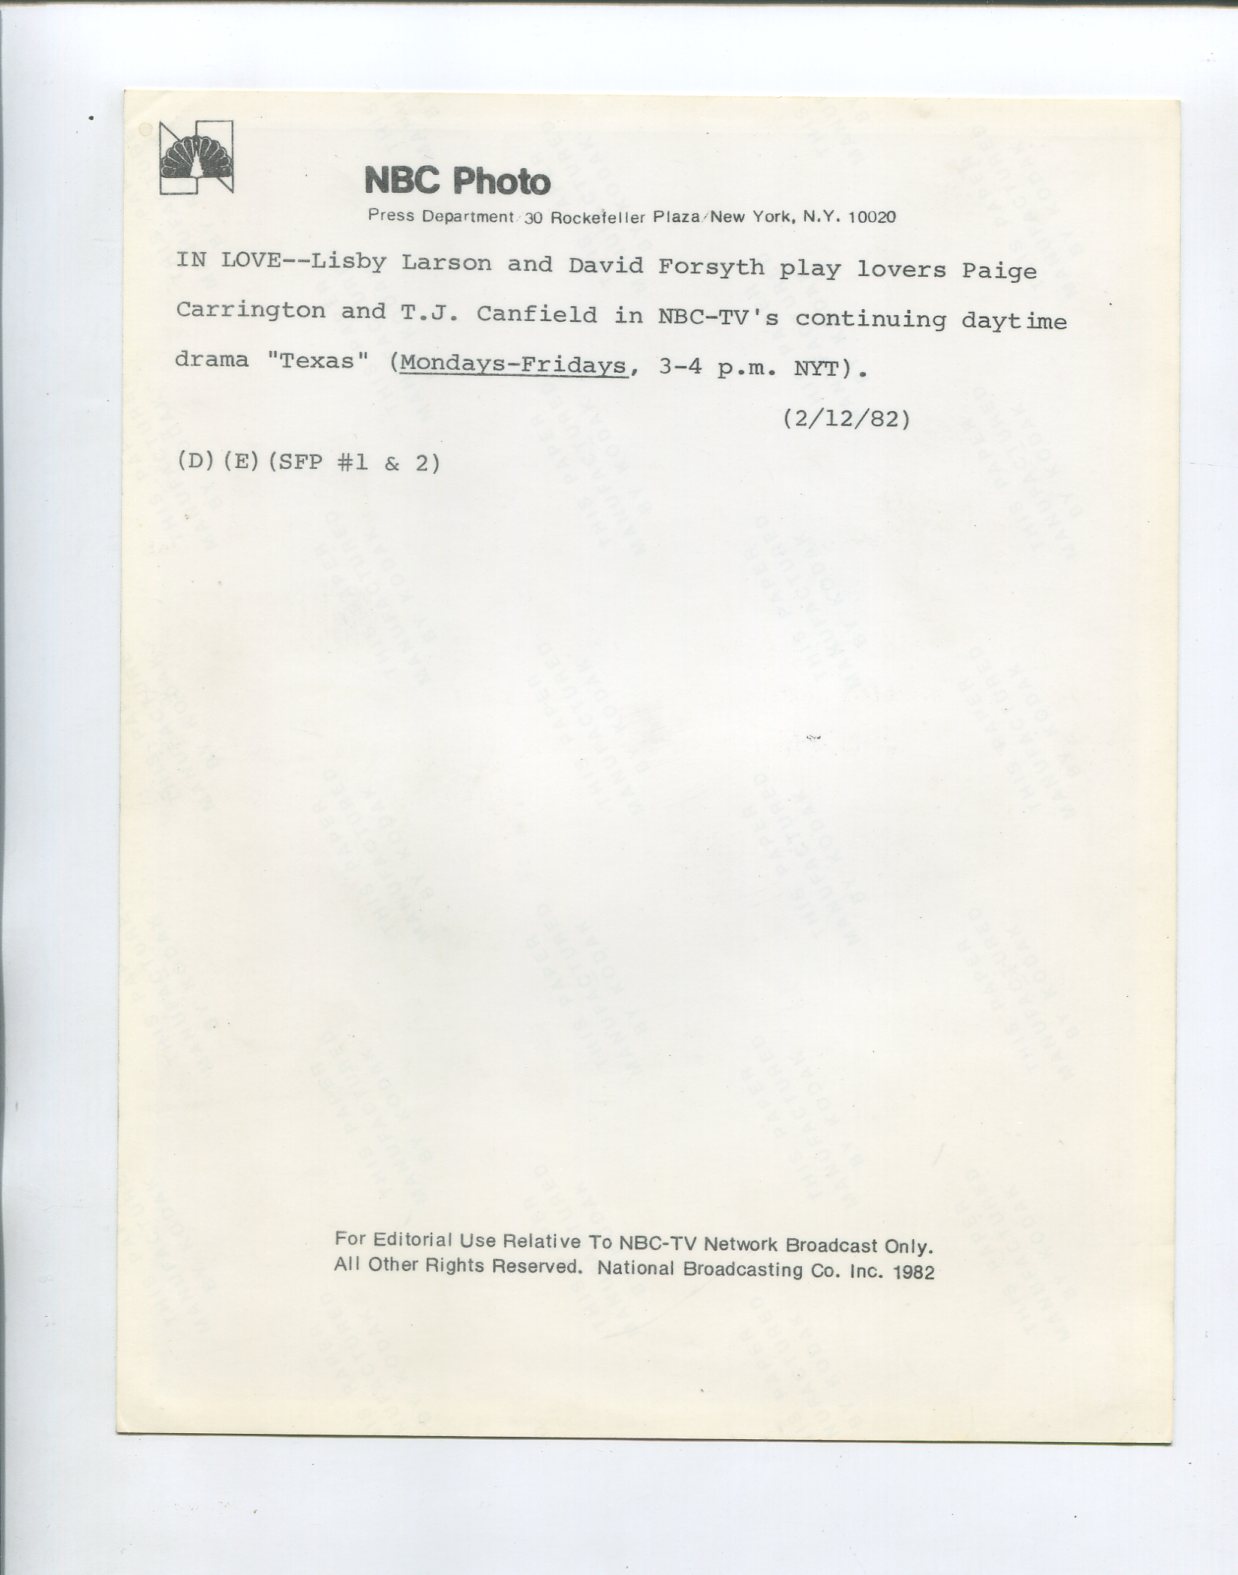 NBC Photo
Press Department/30 Rockefeller Plaza/New York, N.Y. 10020
IN LOVE--Lisby Larson and David Forsyth play lovers Paige
Carrington and T.J. Canfield in NBC-TV's continuing daytime
drama "Texas" (Mondays-Fridays, 3-4 p.m. NYT).
(2/12/82)
(D)(E)(SFP #1 & 2)
For Editorial Use Relative To NBC-TV Network Broadcast Only.
All Other Rights Reserved. National Broadcasting Co. Inc. 1982